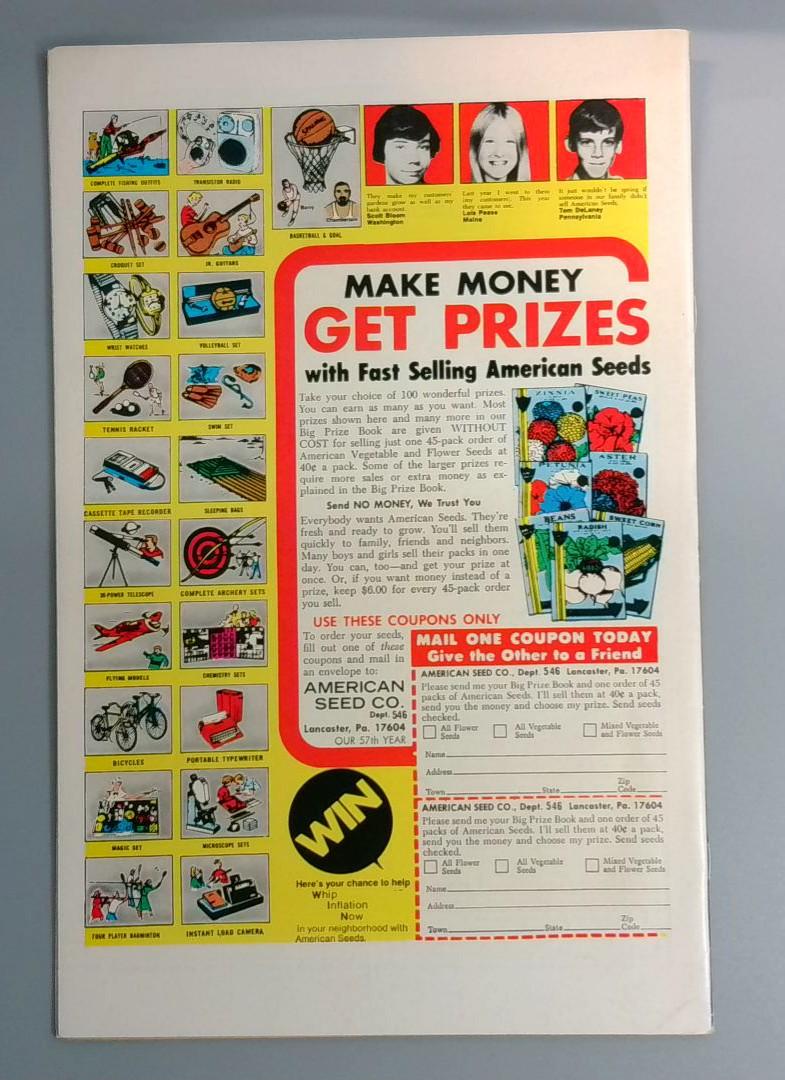 COMPLETE FISHING OUTFITS
TRANSISTOR RADIO
CROQUET SET
JR. GUITARS
WRIST WATCHES
VOLLEYBALL SET
TENNIS RACKET
SWIM SET
CASSETTE TAPE RECORDER
SLEEPING BAGS
30-POWER TELESCOPE
COMPLETE ARCHERY SETS
FLYING MODELS
CHEMISTRY SETS
BICYCLES
PORTABLE TYPEWRITER
MAGIC SET
MICROSCOPE SETS
FOUR PLAYER BADMINTON
INSTANT LOAD CAMERA
SPALDING
Barry
Chamberlain
BASKETBALL & GOAL
They make my customers'
gardens grow as well as my
bank account.
Scott Bloom
Washington
Last year I went to them
(my customers). This year
they came to me.
Lois Pease
Maine
It just wouldn't be spring if
someone in our family didn't
sell American Seeds.
Tom DeLaney
Pennsylvania
MAKE MONEY
GET PRIZES
with Fast Selling American Seeds
Take your choice of 100 wonderful prizes.
You can earn as many as you want. Most
prizes shown here and many more in our
Big Prize Book are given WITHOUT
COST for selling just one 45-pack order of
American Vegetable and Flower Seeds at
40¢ a pack. Some of the larger prizes re-
quire more sales or extra money as ex-
plained in the Big Prize Book.
Send NO MONEY, We Trust You
Everybody wants American Seeds. They're
fresh and ready to grow. You'll sell them
quickly to family, friends and neighbors.
Many boys and girls sell their packs in one
day. You can, too—and get your prize at
once. Or, if you want money instead of a
prize, keep $6.00 for every 45-pack order
you sell.
ZINNIA
SWEET PEAS
PETUNIA
ASTER
BEANS
RADISH
SWEET CORN
USE THESE COUPONS ONLY
To order your seeds,
fill out one of these
coupons and mail in
an envelope to:
AMERICAN
SEED CO.
Dept. 546
Lancaster, Pa. 17604
OUR 57th YEAR
MAIL ONE COUPON TODAY
Give the Other to a Friend
AMERICAN SEED CO., Dept. 546 Lancaster, Pa. 17604
Please send me your Big Prize Book and one order of 45
packs of American Seeds. I'll sell them at 40¢ a pack,
send you the money and choose my prize. Send seeds
checked.
All Flower Seeds
All Vegetable Seeds
Mixed Vegetable and Flower Seeds
Name
Address
Town State Zip Code
AMERICAN SEED CO., Dept. 546 Lancaster, Pa. 17604
Please send me your Big Prize Book and one order of 45
packs of American Seeds. I'll sell them at 40¢ a pack,
send you the money and choose my prize. Send seeds
checked.
All Flower Seeds
All Vegetable Seeds
Mixed Vegetable and Flower Seeds
Name
Address
Town State Zip Code
WIN
Here's your chance to help
Whip
Inflation
Now
in your neighborhood with
American Seeds.